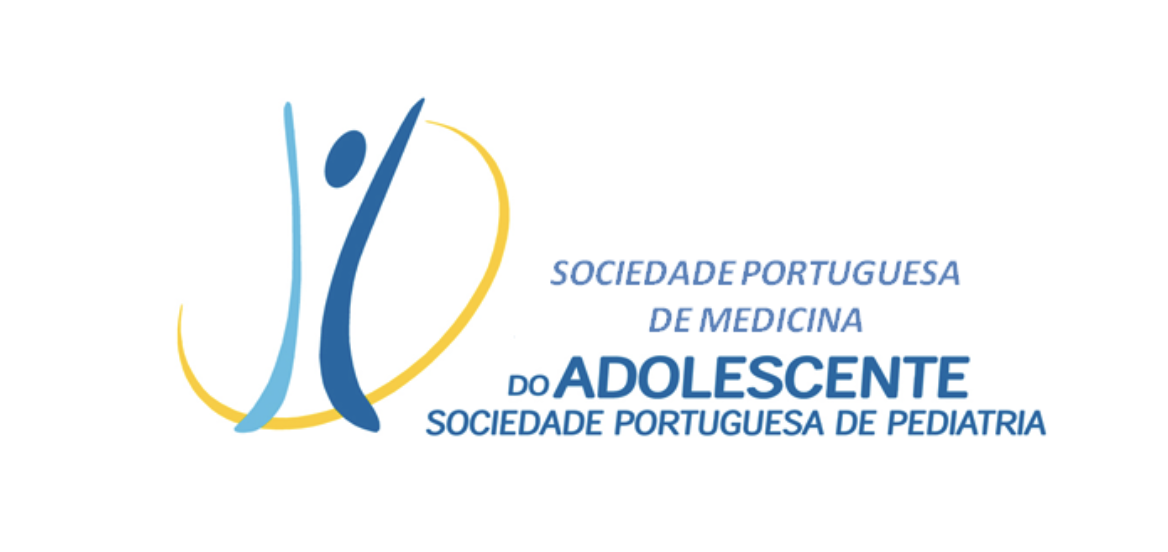 SOCIEDADE PORTUGUESA
DE MEDICINA
DO ADOLESCENTE
SOCIEDADE PORTUGUESA DE PEDIATRIA